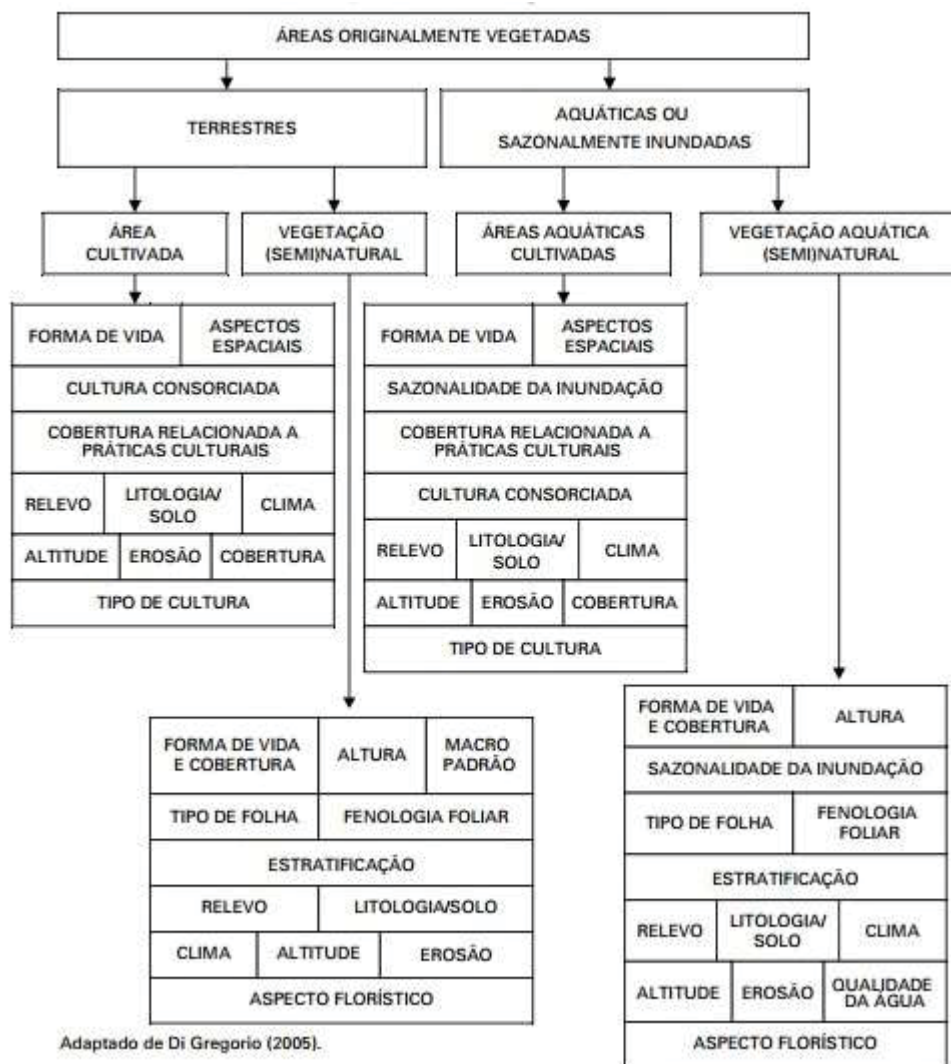 ÁREAS ORIGINALMENTE VEGETADAS
TERRESTRES
AQUÁTICAS OU
SAZONALMENTE INUNDADAS
ÁREA
CULTIVADA
VEGETAÇÃO
(SEMI)NATURAL
ÁREAS AQUÁTICAS
CULTIVADAS
VEGETAÇÃO AQUÁTICA
(SEMI)NATURAL
FORMA DE VIDA
ASPECTOS
ESPACIAIS
CULTURA CONSORCIADA
COBERTURA RELACIONADA A
PRÁTICAS CULTURAIS
RELEVO
LITOLOGIA/
SOLO
CLIMA
ALTITUDE
EROSÃO
COBERTURA
TIPO DE CULTURA
FORMA DE VIDA
ASPECTOS
ESPACIAIS
SAZONALIDADE DA INUNDAÇÃO
COBERTURA RELACIONADA A
PRÁTICAS CULTURAIS
CULTURA CONSORCIADA
RELEVO
LITOLOGIA/
SOLO
CLIMA
ALTITUDE
EROSÃO
COBERTURA
TIPO DE CULTURA
FORMA DE VIDA
E COBERTURA
ALTURA
MACRO
PADRÃO
TIPO DE FOLHA
FENOLOGIA FOLIAR
ESTRATIFICAÇÃO
RELEVO
LITOLOGIA/SOLO
CLIMA
ALTITUDE
EROSÃO
ASPECTO FLORÍSTICO
FORMA DE VIDA
E COBERTURA
ALTURA
SAZONALIDADE DA INUNDAÇÃO
TIPO DE FOLHA
FENOLOGIA
FOLIAR
ESTRATIFICAÇÃO
RELEVO
LITOLOGIA/
SOLO
CLIMA
ALTITUDE
EROSÃO
QUALIDADE
DA ÁGUA
ASPECTO FLORÍSTICO
Adaptado de Di Gregorio (2005).